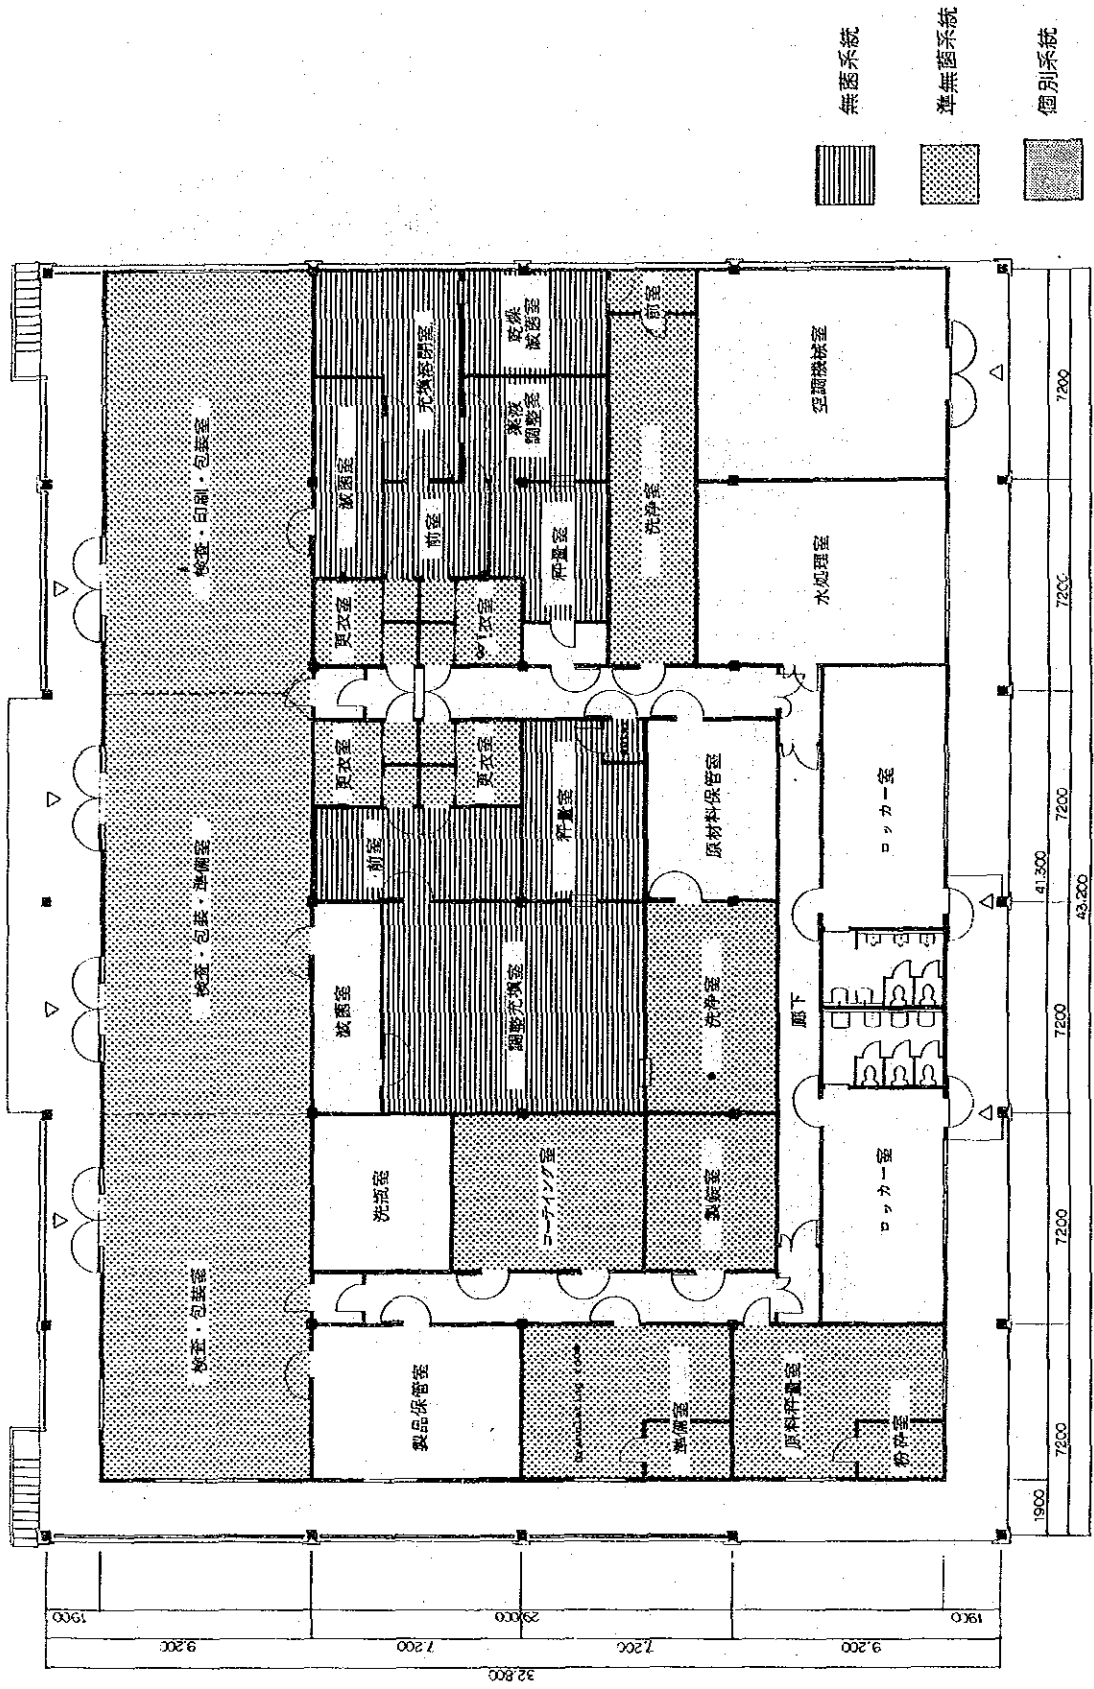 検査・包装室
検査・包装・準備室
検査・印刷・包装室
製品保管室
洗瓶室
滅菌室
前室
更衣室
更衣室
滅菌室
前室
充填溶閉室
Granulating room
準備室
コーティング室
調整充填室
秤量室
更衣室
更衣室
秤量室
薬液
調整室
乾燥
滅菌室
原料秤量室
粉砕室
製錠室
洗浄室
原材料保管室
洗浄室
前室
廊下
ロッカー室
ロッカー室
水処理室
空調機械室
無菌系統
準無菌系統
個別系統
1900
29,000
1900
9,200
7,200
7,200
9,200
32,800
1900
7200
7200
7200
7200
7200
7200
41,300
43,200